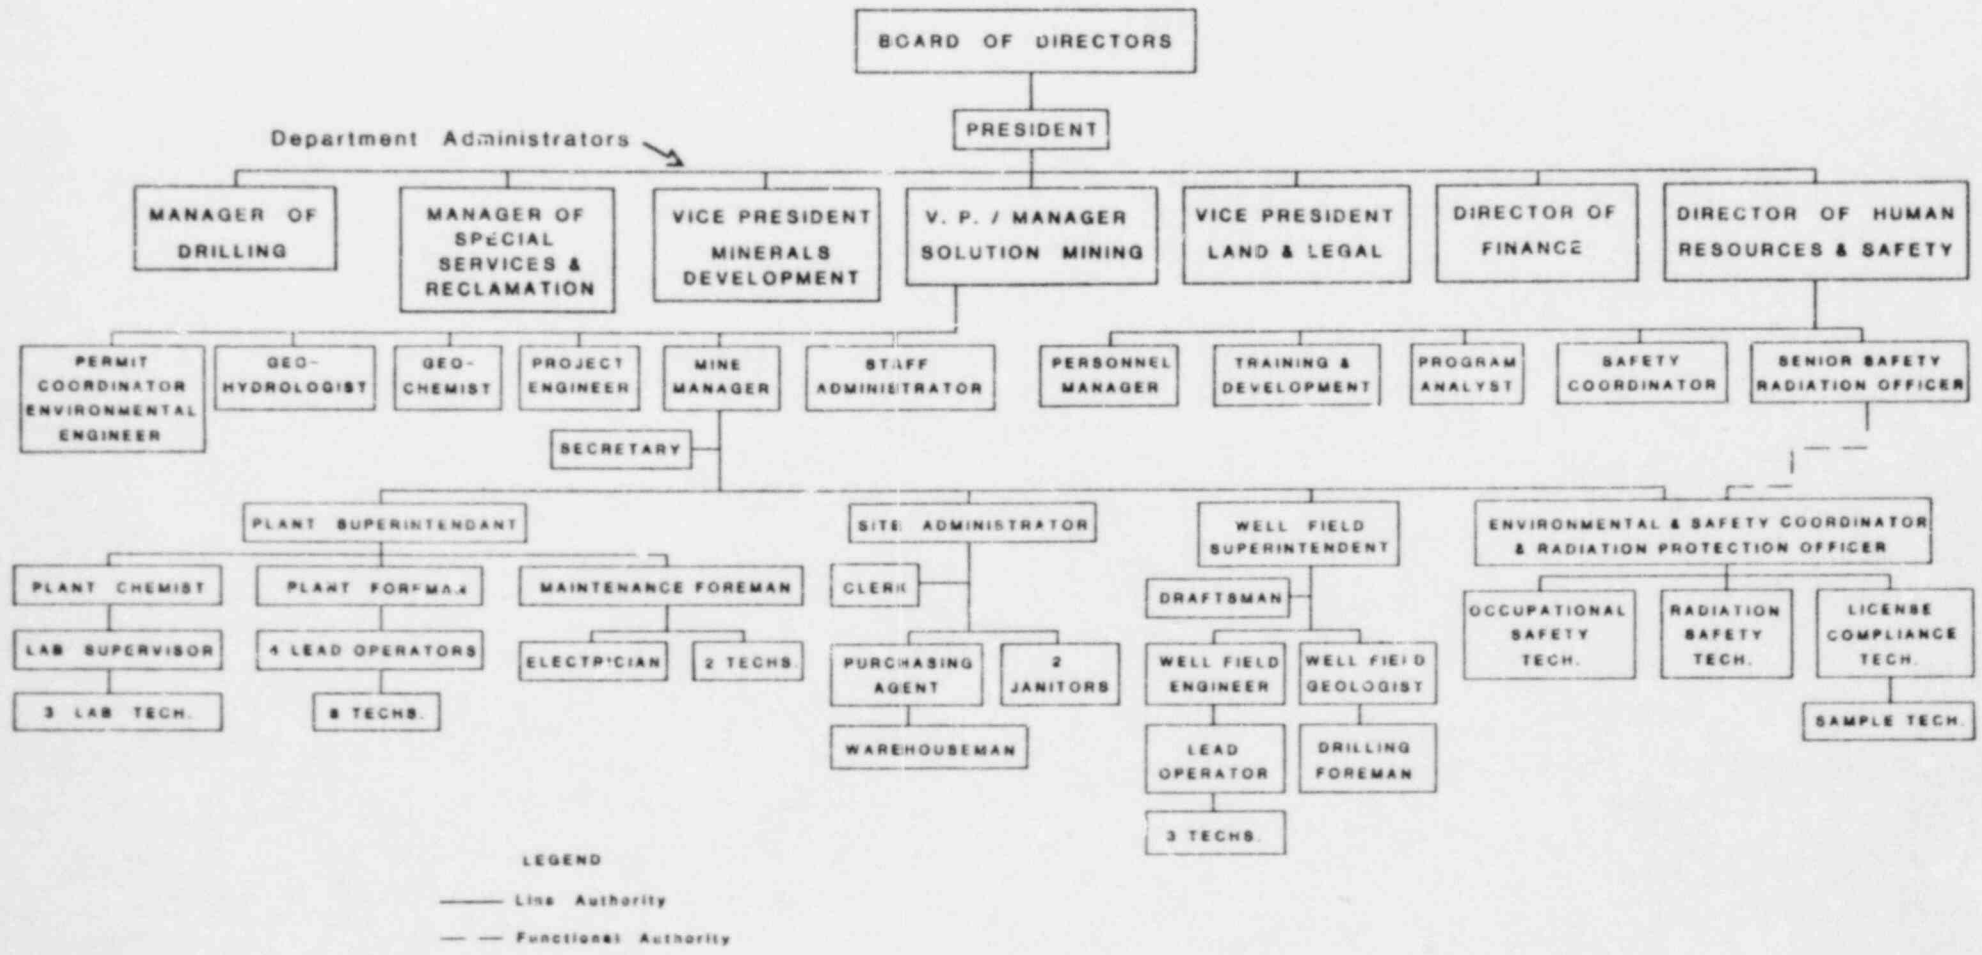 BOARD OF DIRECTORS
PRESIDENT
Department Administrators
MANAGER OF
DRILLING
MANAGER OF
SPECIAL
SERVICES &
RECLAMATION
VICE PRESIDENT
MINERALS
DEVELOPMENT
V. P. / MANAGER
SOLUTION MINING
VICE PRESIDENT
LAND & LEGAL
DIRECTOR OF
FINANCE
DIRECTOR OF HUMAN
RESOURCES & SAFETY
PERMIT
COORDINATOR
ENVIRONMENTAL
ENGINEER
GEO-
HYDROLOGIST
GEO-
CHEMIST
PROJECT
ENGINEER
MINE
MANAGER
STAFF
ADMINISTRATOR
PERSONNEL
MANAGER
TRAINING &
DEVELOPMENT
PROGRAM
ANALYST
SAFETY
COORDINATOR
SENIOR SAFETY
RADIATION OFFICER
SECRETARY
PLANT SUPERINTENDANT
SITE ADMINISTRATOR
WELL FIELD
SUPERINTENDENT
ENVIRONMENTAL & SAFETY COORDINATOR
& RADIATION PROTECTION OFFICER
PLANT CHEMIST
PLANT FOREMAN
MAINTENANCE FOREMAN
CLERK
DRAFTSMAN
OCCUPATIONAL
SAFETY
TECH.
RADIATION
SAFETY
TECH.
LICENSE
COMPLIANCE
TECH.
LAB SUPERVISOR
4 LEAD OPERATORS
ELECTRICIAN
2 TECHS.
PURCHASING
AGENT
2
JANITORS
WELL FIELD
ENGINEER
WELL FIELD
GEOLOGIST
3 LAB TECH.
8 TECHS.
WAREHOUSEMAN
LEAD
OPERATOR
DRILLING
FOREMAN
SAMPLE TECH.
3 TECHS.
LEGEND
Line Authority
Functional Authority